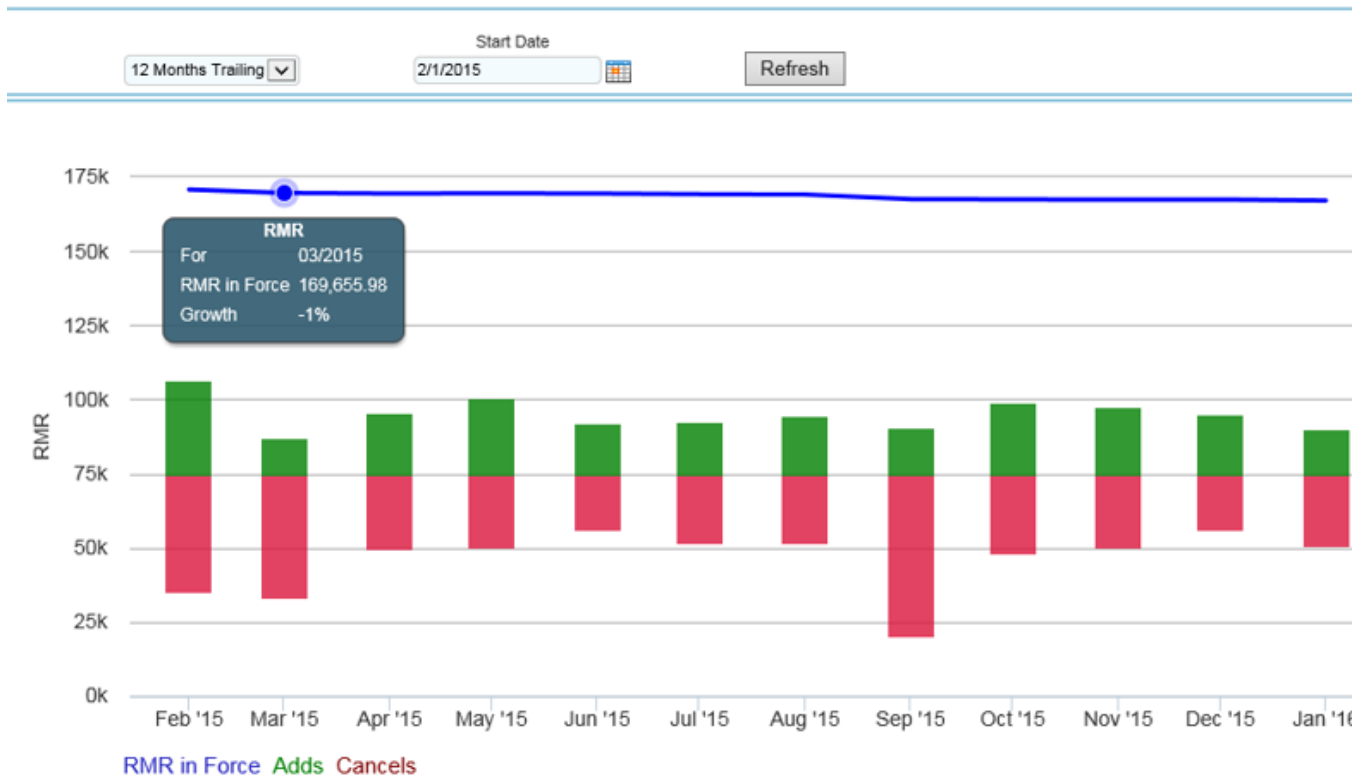 Start Date
12 Months Trailing 2/1/2015 Refresh
175k
RMR
For 03/2015
RMR in Force 169,655.98
Growth -1%
150k
125k
100k
75k
50k
25k
0k
RMR
Feb '15 Mar '15 Apr '15 May '15 Jun '15 Jul '15 Aug '15 Sep '15 Oct '15 Nov '15 Dec '15 Jan '16
RMR in Force Adds Cancels